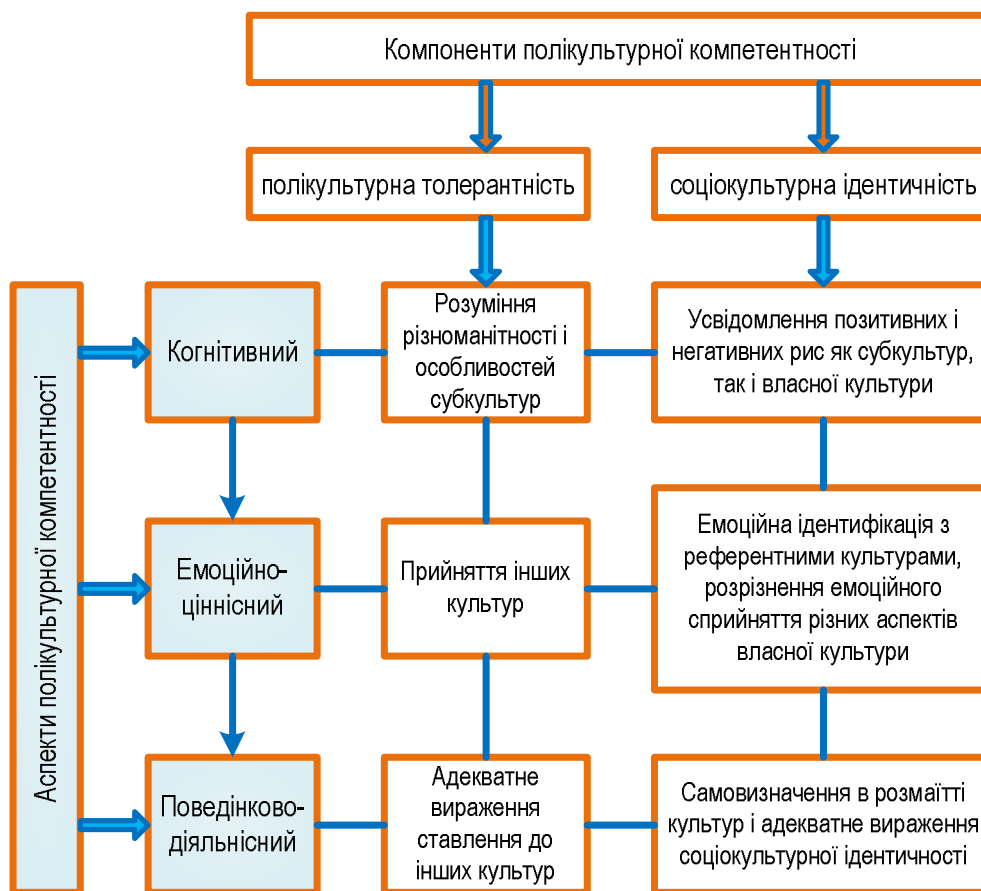 Компоненти полікультурної компетентності
полікультурна толерантність
соціокультурна ідентичність
Аспекти полікультурної компетентності
Когнітивний
Розуміння
різноманітності і
особливостей
субкультур
Усвідомлення позитивних і
негативних рис як субкультур,
так і власної культури
Емоційно-
ціннісний
Прийняття інших
культур
Емоційна ідентифікація з
референтними культурами,
розрізнення емоційного
сприйняття різних аспектів
власної культури
Поведінково-
діяльнісний
Адекватне
вираження
ставлення до
інших культур
Самовизначення в розмаїтті
культур і адекватне вираження
соціокультурної ідентичності